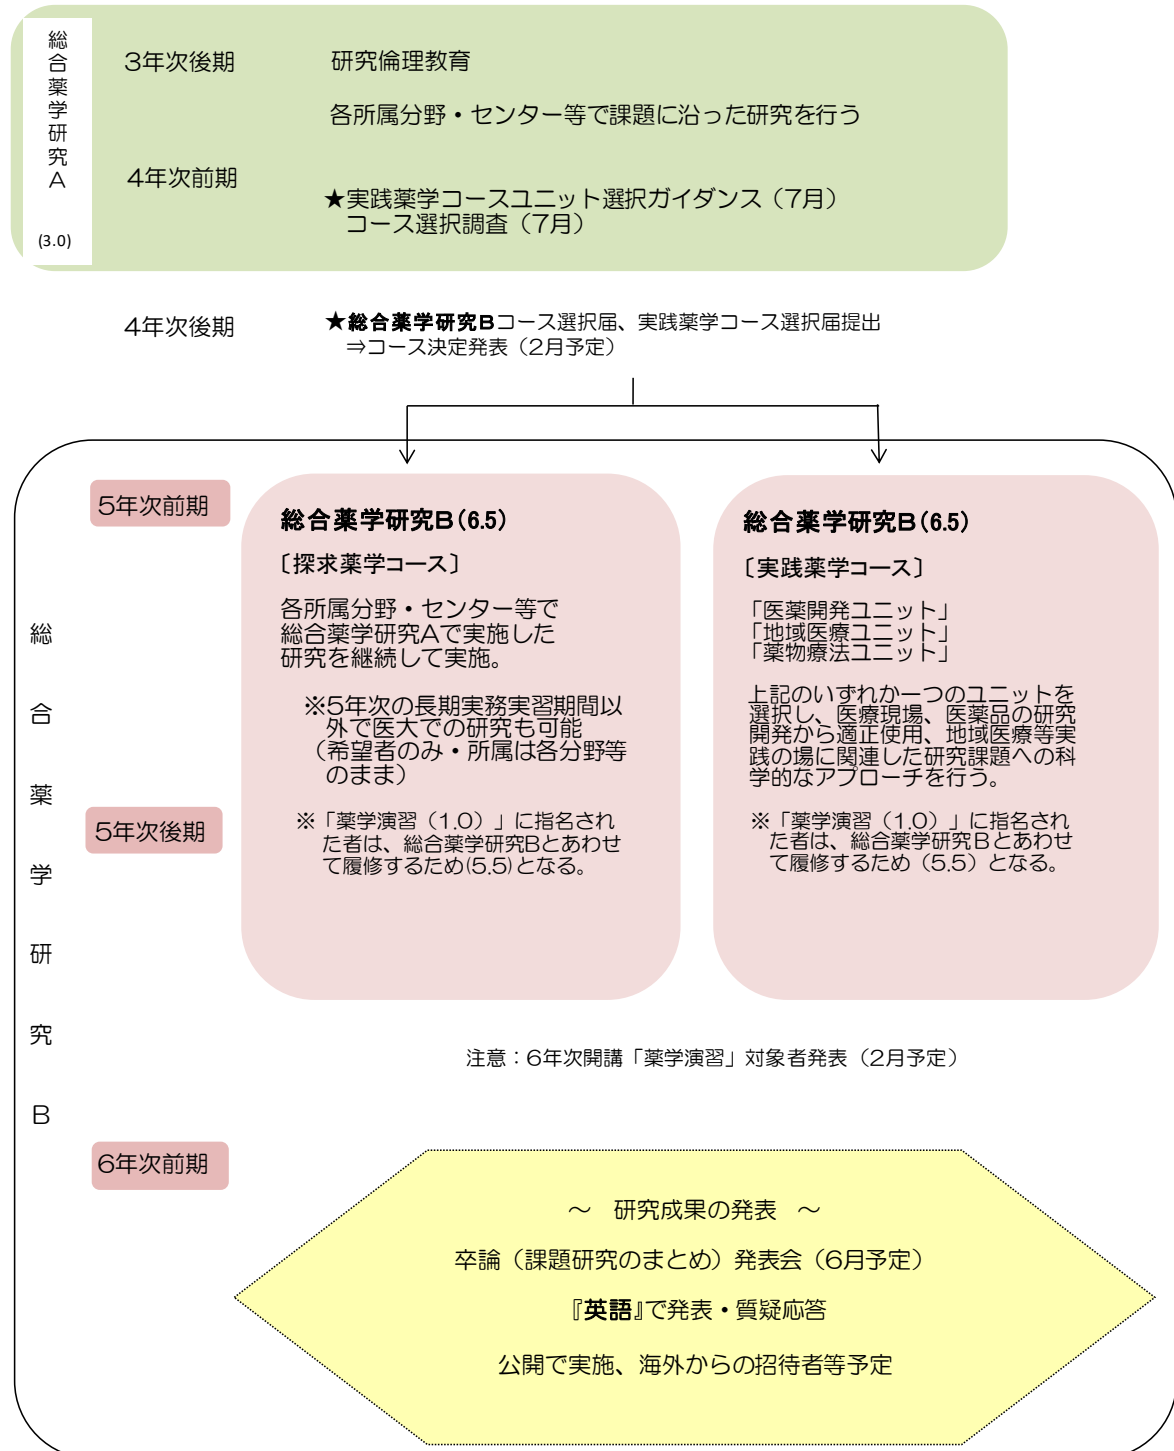 総合薬学研究A
(3.0)
3年次後期
研究倫理教育
各所属分野・センター等で課題に沿った研究を行う
4年次前期
★実践薬学コースユニット選択ガイダンス（7月）
コース選択調査（7月）
4年次後期
★総合薬学研究Bコース選択届、実践薬学コース選択届提出
⇒コース決定発表（2月予定）
総合薬学研究B
5年次前期
総合薬学研究B（6.5）
〔探求薬学コース〕
各所属分野・センター等で
総合薬学研究Aで実施した
研究を継続して実施。
※5年次の長期実務実習期間以
外で医大での研究も可能
（希望者のみ・所属は各分野等
のまま）
※「薬学演習（1.0）」に指名され
た者は、総合薬学研究Bとあわせ
て履修するため(5.5)となる。
総合薬学研究B（6.5）
〔実践薬学コース〕
「医薬開発ユニット」
「地域医療ユニット」
「薬物療法ユニット」
上記のいずれか一つのユニットを
選択し、医療現場、医薬品の研究
開発から適正使用、地域医療等実
践の場に関連した研究課題への科
学的なアプローチを行う。
※「薬学演習（1.0）」に指名され
た者は、総合薬学研究Bとあわせ
て履修するため（5.5）となる。
5年次後期
注意：6年次開講「薬学演習」対象者発表（2月予定）
6年次前期
～ 研究成果の発表 ～
卒論（課題研究のまとめ）発表会（6月予定）
『英語』で発表・質疑応答
公開で実施、海外からの招待者等予定